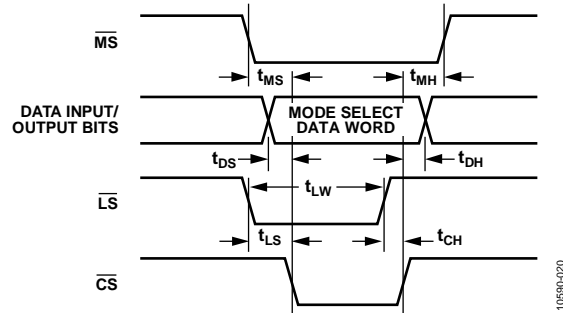 MS
tMS
tMH
DATA INPUT/
OUTPUT BITS
MODE SELECT
DATA WORD
tDS
tDH
LS
tLW
tLS
tCH
CS
10590-020